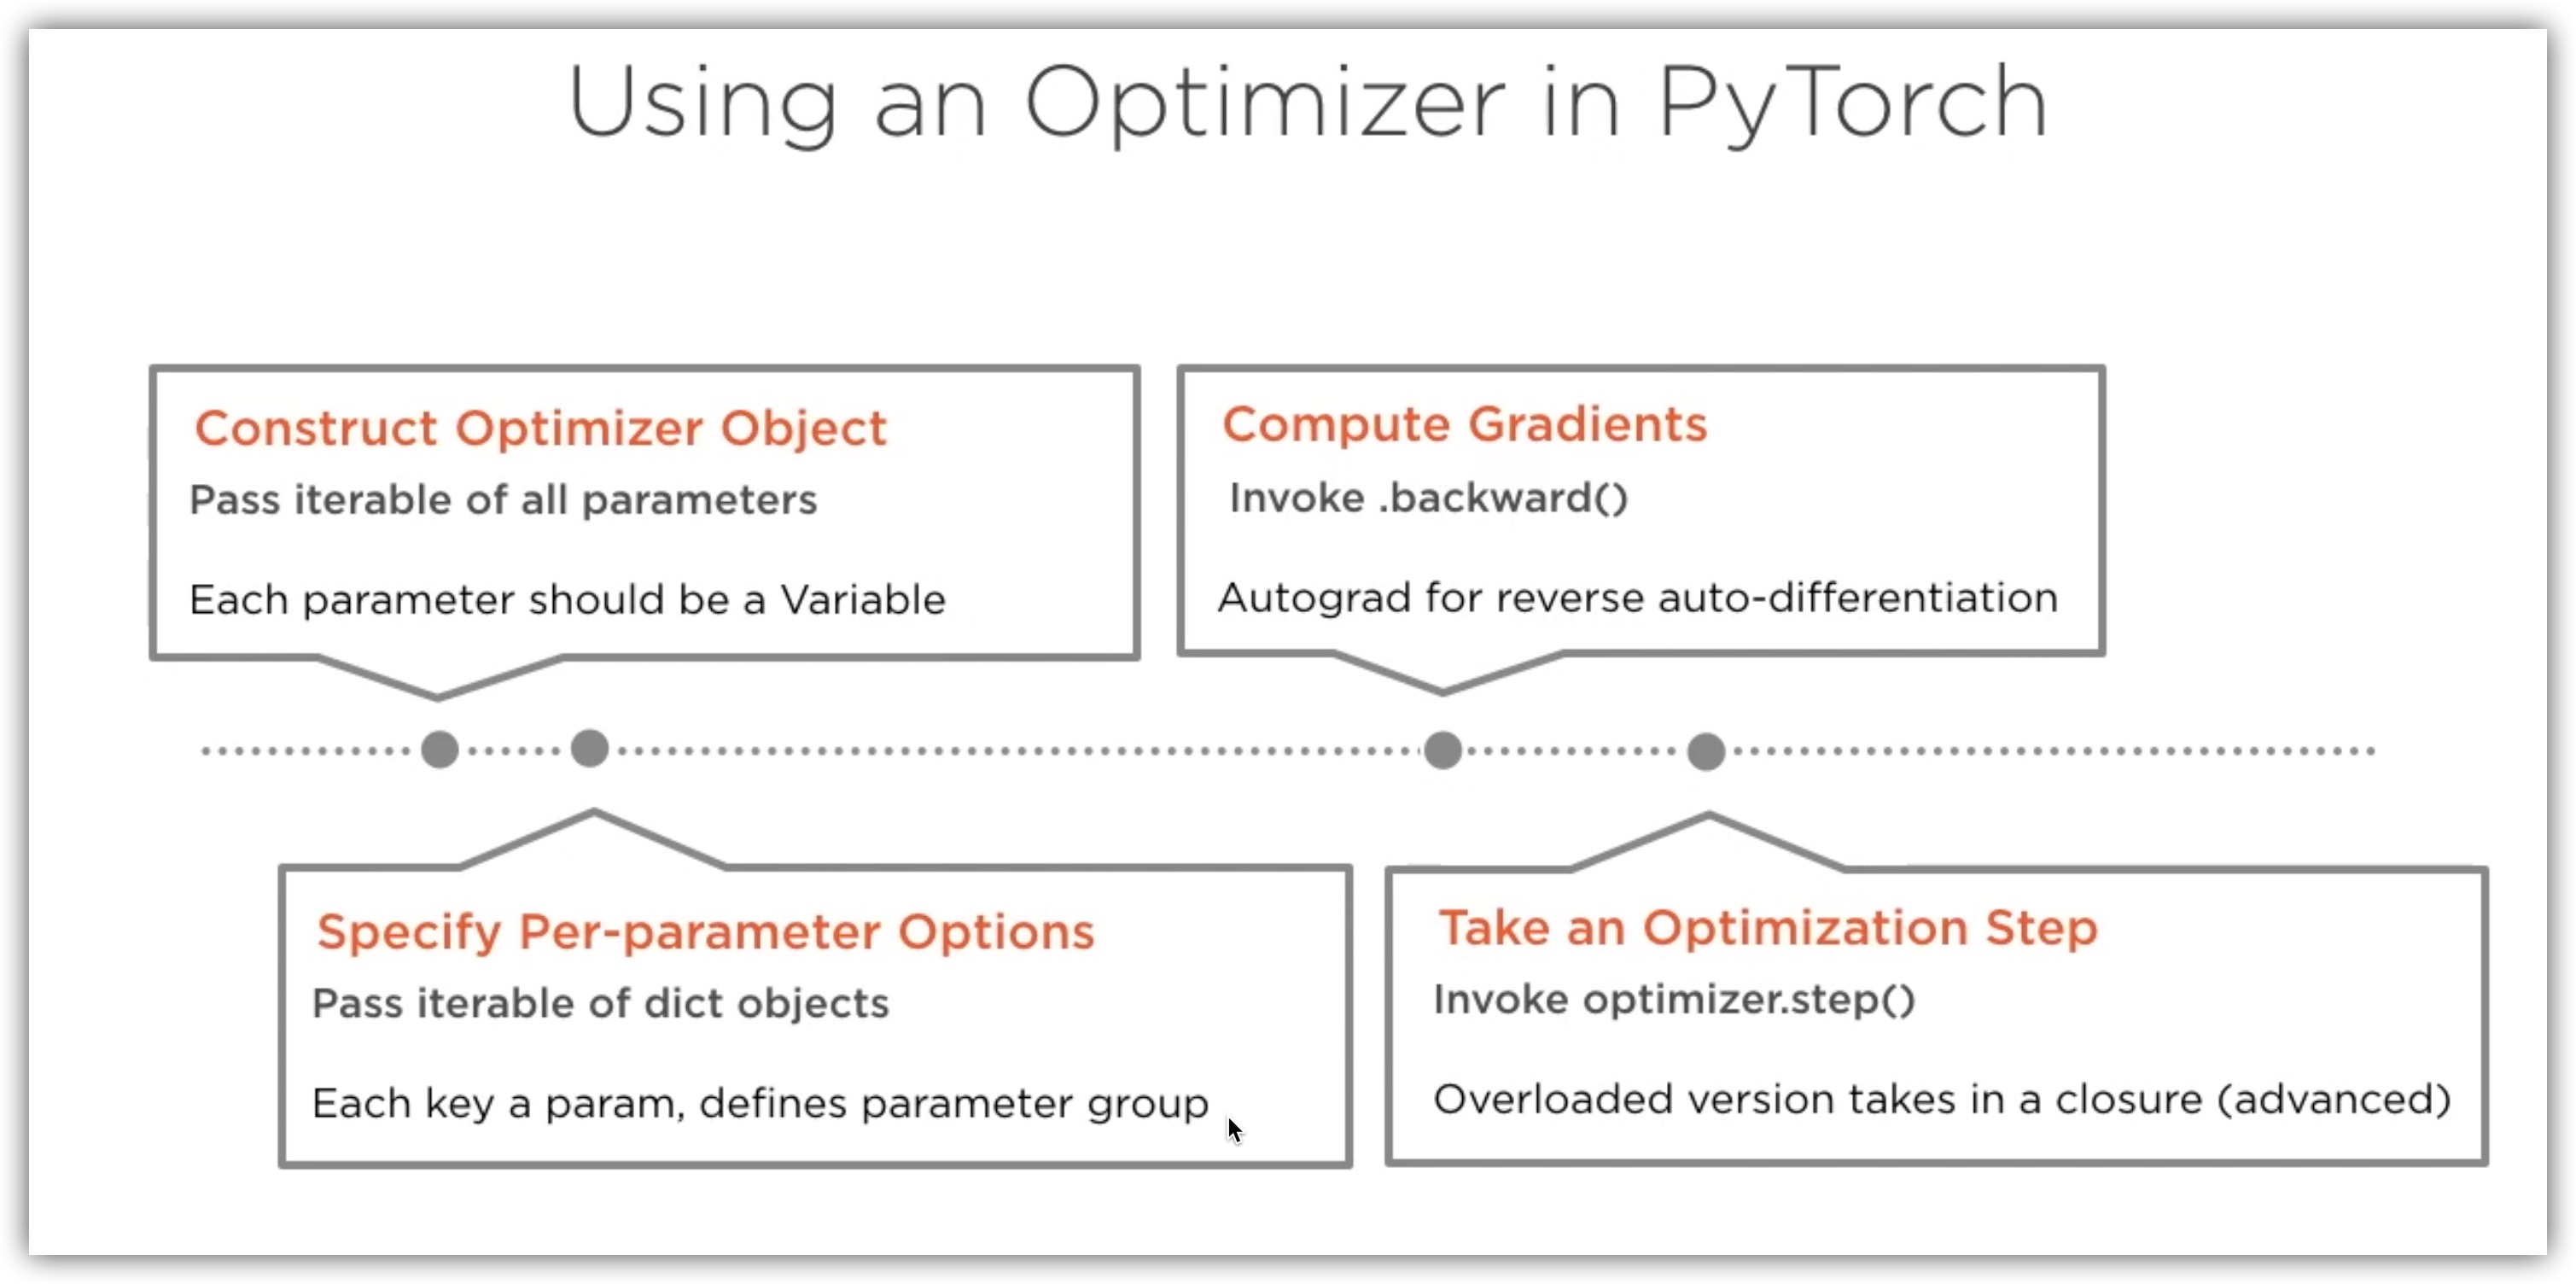 Using an Optimizer in PyTorch
Construct Optimizer Object
Pass iterable of all parameters
Each parameter should be a Variable
Specify Per-parameter Options
Pass iterable of dict objects
Each key a param, defines parameter group
Compute Gradients
Invoke .backward()
Autograd for reverse auto-differentiation
Take an Optimization Step
Invoke optimizer.step()
Overloaded version takes in a closure (advanced)